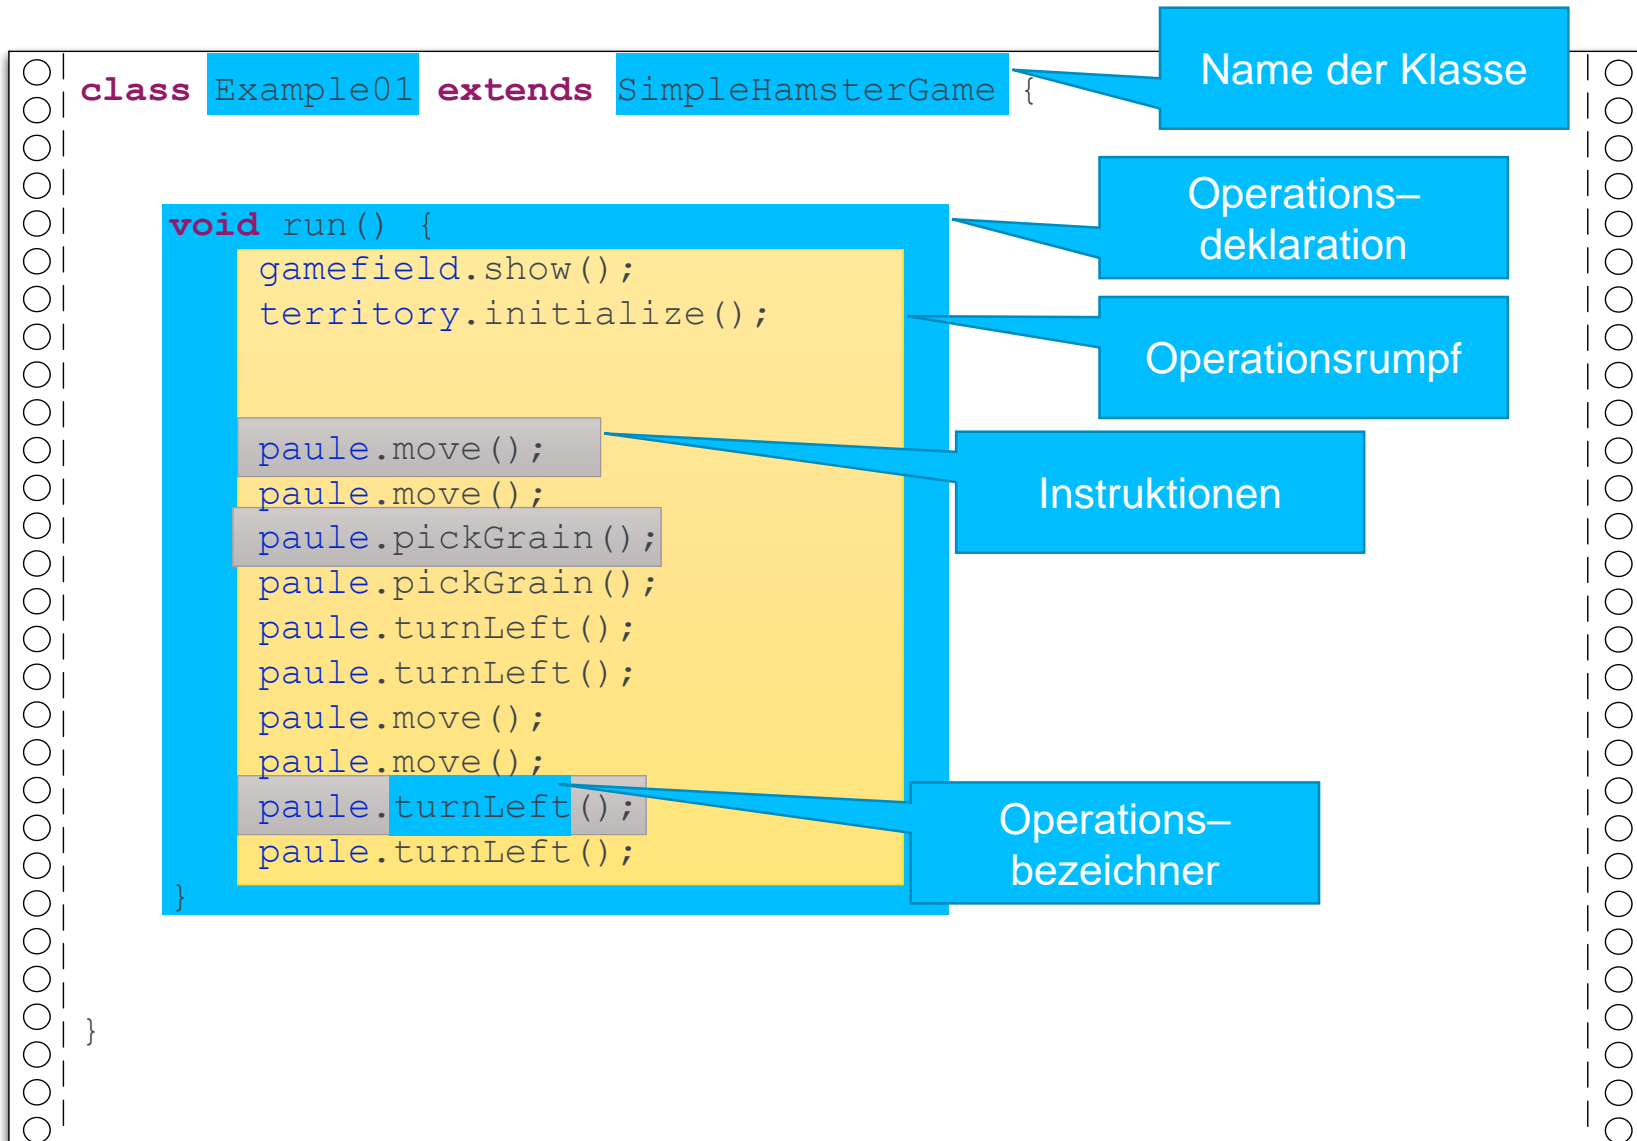 class Example01 extends SimpleHamsterGame {
Name der Klasse
void run() {
Operations–
deklaration
gamefield.show();
territory.initialize();
Operationsrumpf
paule.move();
Instruktionen
paule.move();
paule.pickGrain();
paule.pickGrain();
paule.turnLeft();
paule.turnLeft();
paule.move();
paule.move();
paule.turnLeft();
Operations–
bezeichner
paule.turnLeft();
}
}